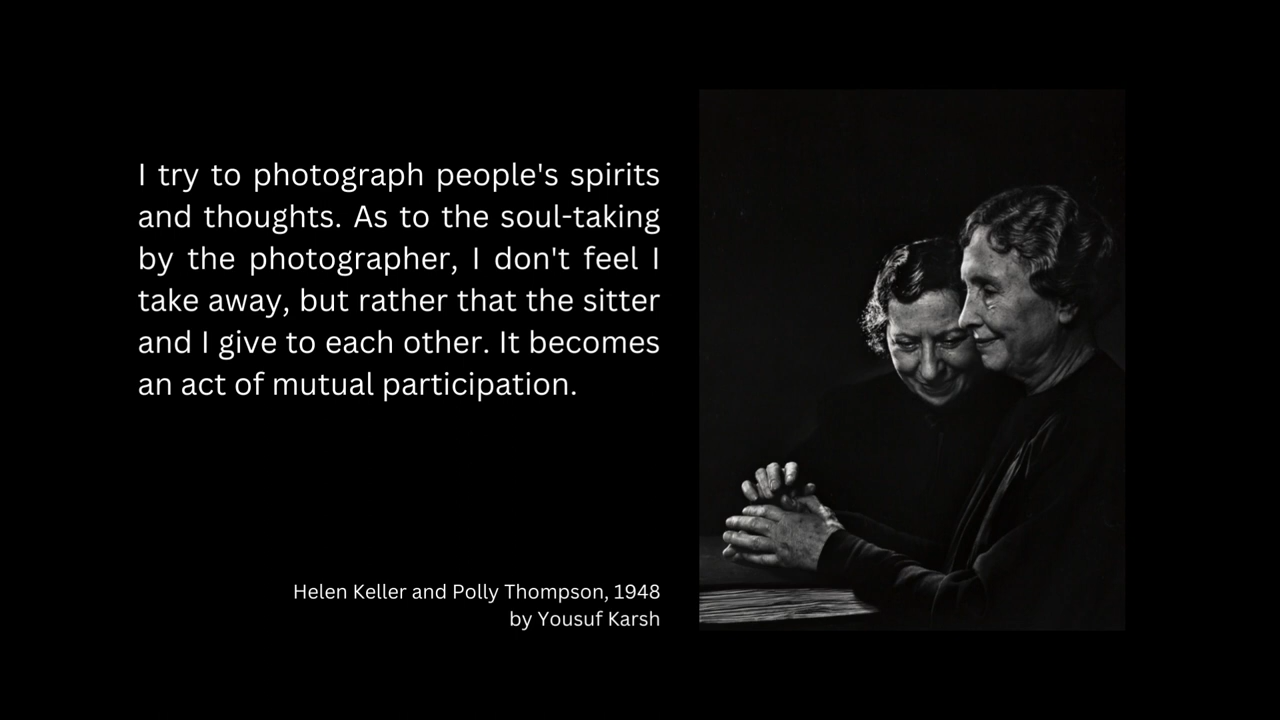 I try to photograph people's spirits
and thoughts. As to the soul-taking
by the photographer, I don't feel I
take away, but rather that the sitter
and I give to each other. It becomes
an act of mutual participation.
Helen Keller and Polly Thompson, 1948
by Yousuf Karsh